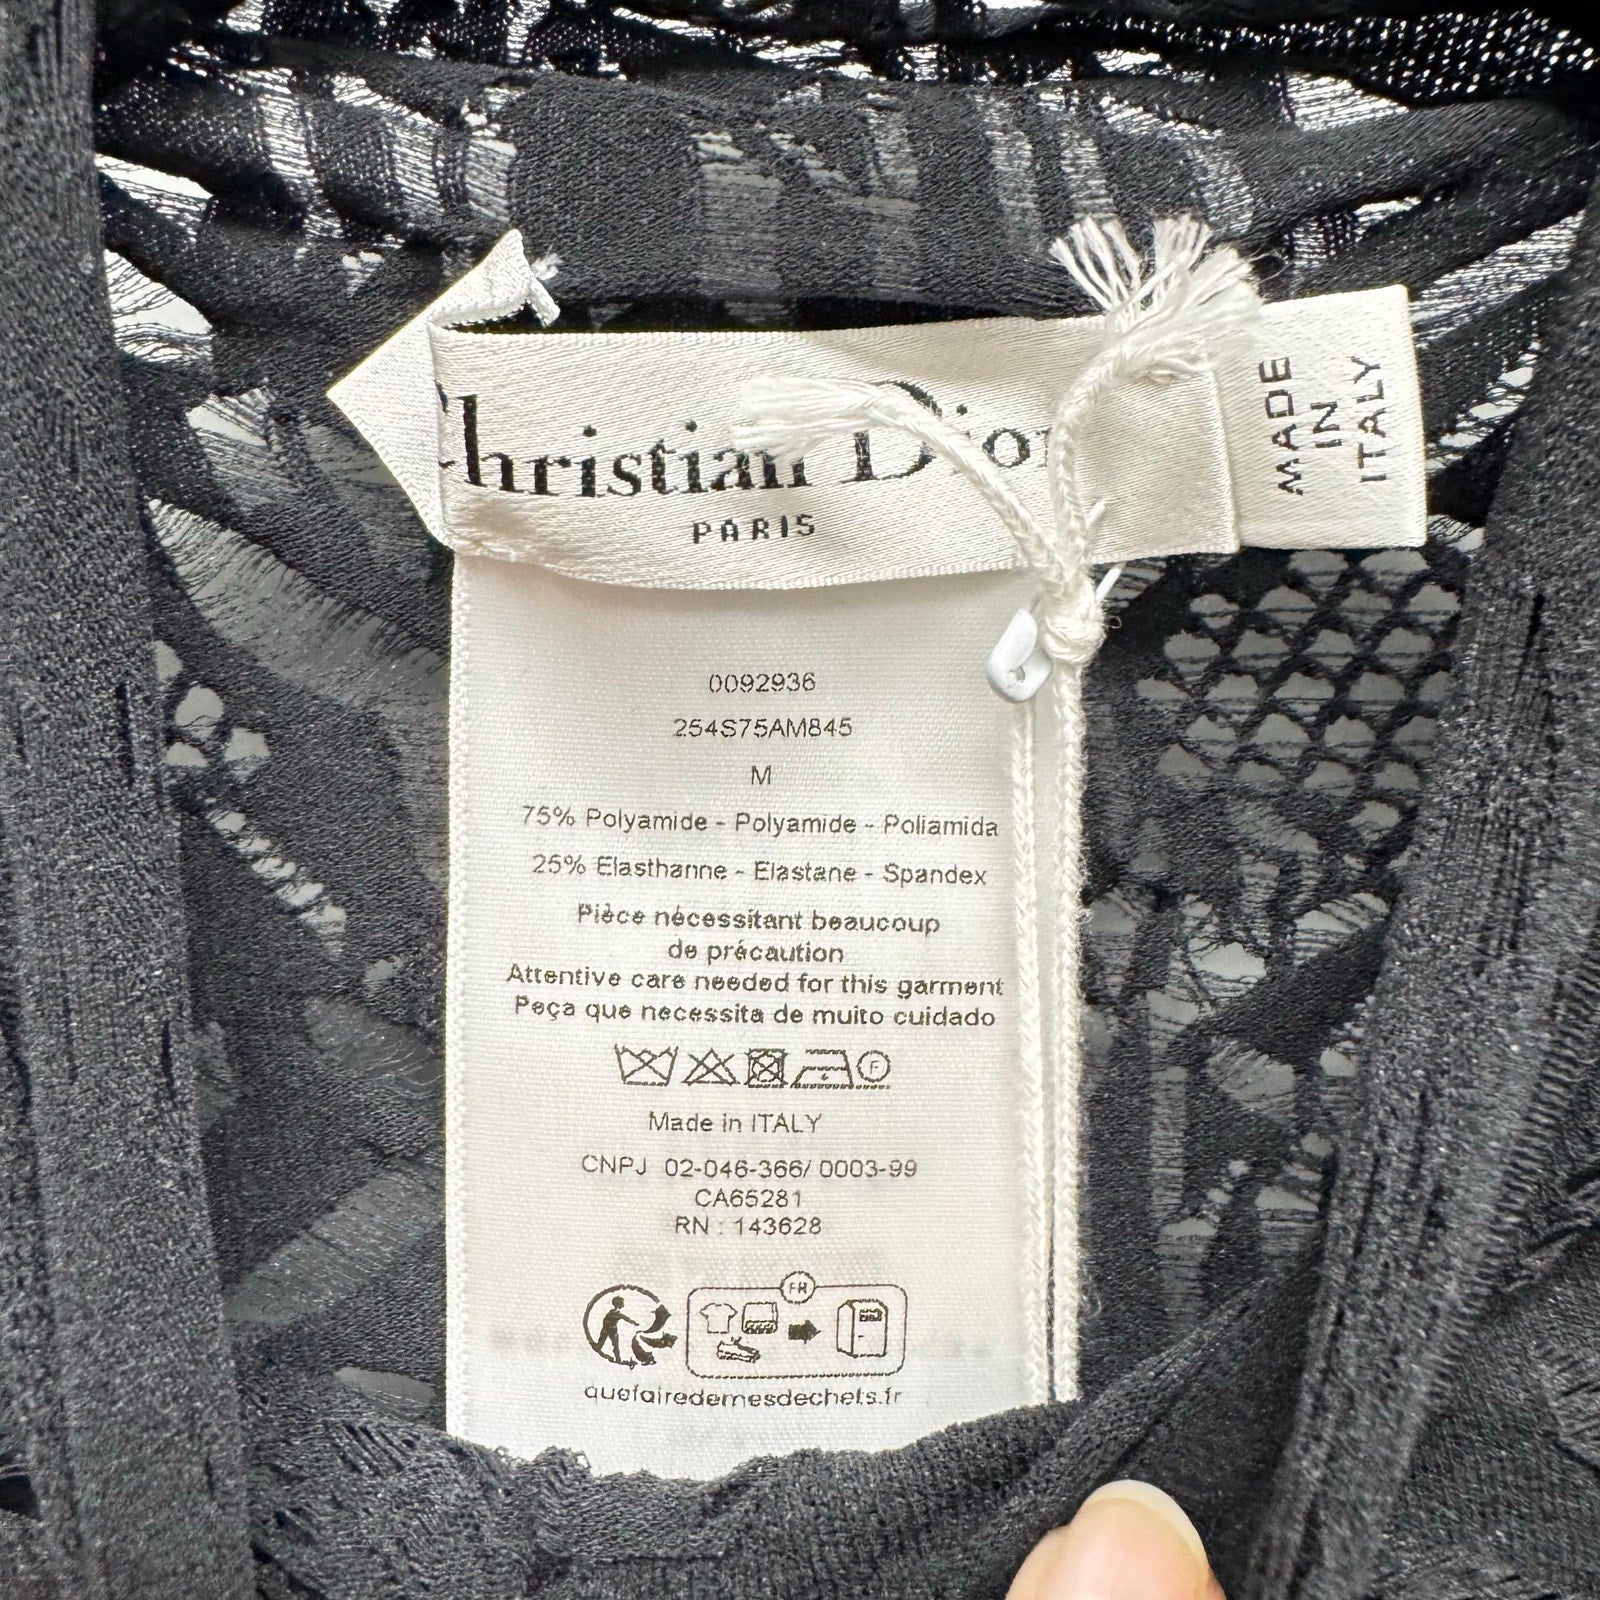 Christian Dior
PARIS
MADE
IN
ITALY
0092936
254S75AM845
M
75% Polyamide - Polyamide - Poliamida
25% Elasthanne - Elastane - Spandex
Pièce nécessitant beaucoup
de précaution
Attentive care needed for this garment
Peça que necessita de muito cuidado
F
Made in ITALY
CNPJ 02-046-366/ 0003-99
CA65281
RN : 143628
FR
quefairedemesdechets.fr